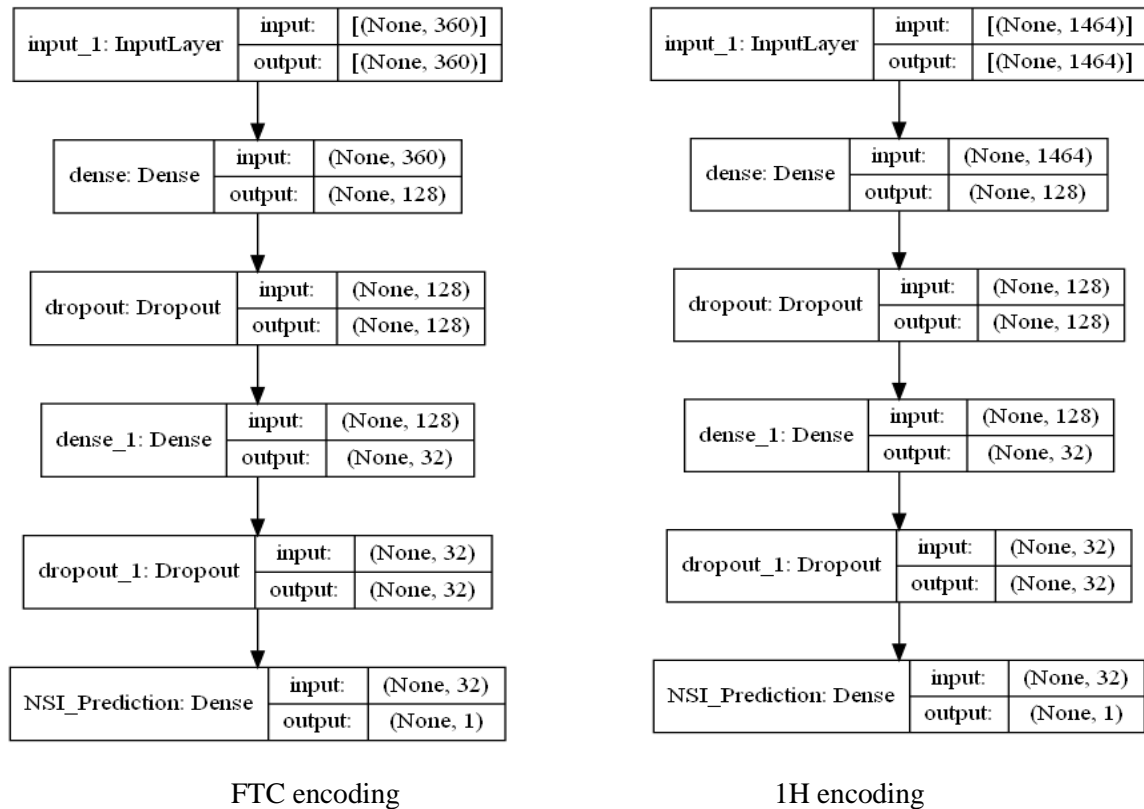 input_1: InputLayer
input: [(None, 360)]
output: [(None, 360)]
dense: Dense
input: (None, 360)
output: (None, 128)
dropout: Dropout
input: (None, 128)
output: (None, 128)
dense_1: Dense
input: (None, 128)
output: (None, 32)
dropout_1: Dropout
input: (None, 32)
output: (None, 32)
NSI_Prediction: Dense
input: (None, 32)
output: (None, 1)
FTC encoding
input_1: InputLayer
input: [(None, 1464)]
output: [(None, 1464)]
dense: Dense
input: (None, 1464)
output: (None, 128)
dropout: Dropout
input: (None, 128)
output: (None, 128)
dense_1: Dense
input: (None, 128)
output: (None, 32)
dropout_1: Dropout
input: (None, 32)
output: (None, 32)
NSI_Prediction: Dense
input: (None, 32)
output: (None, 1)
1H encoding